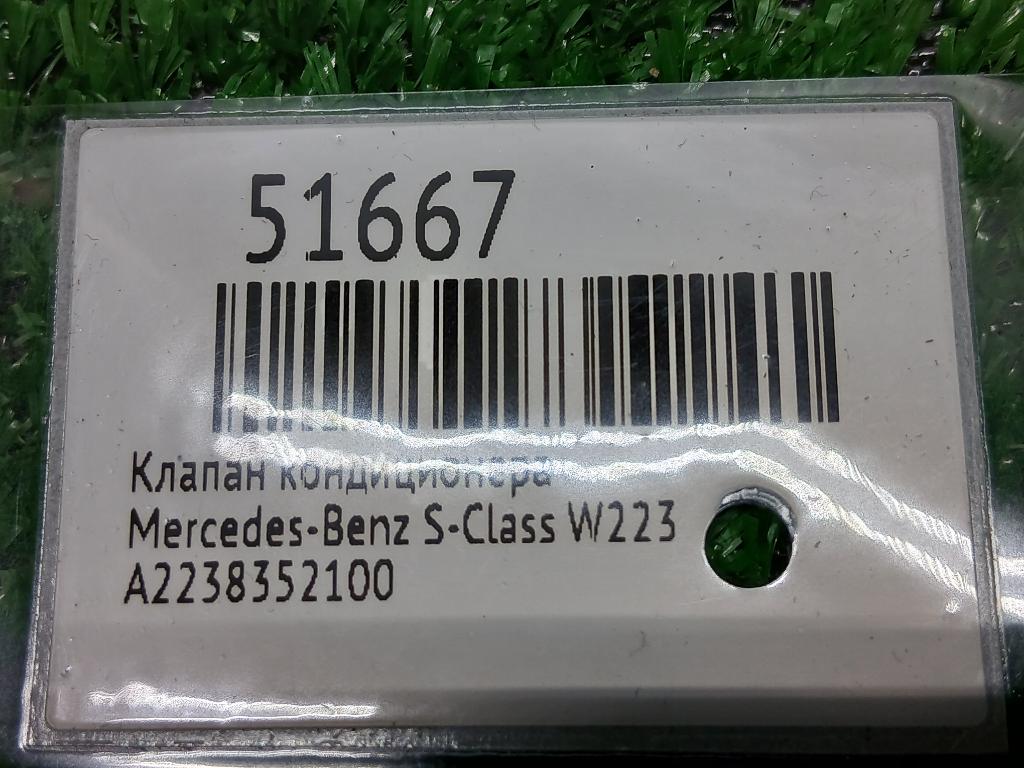 51667
Клапан кондиционера
Mercedes-Benz S-Class W223
A2238352100